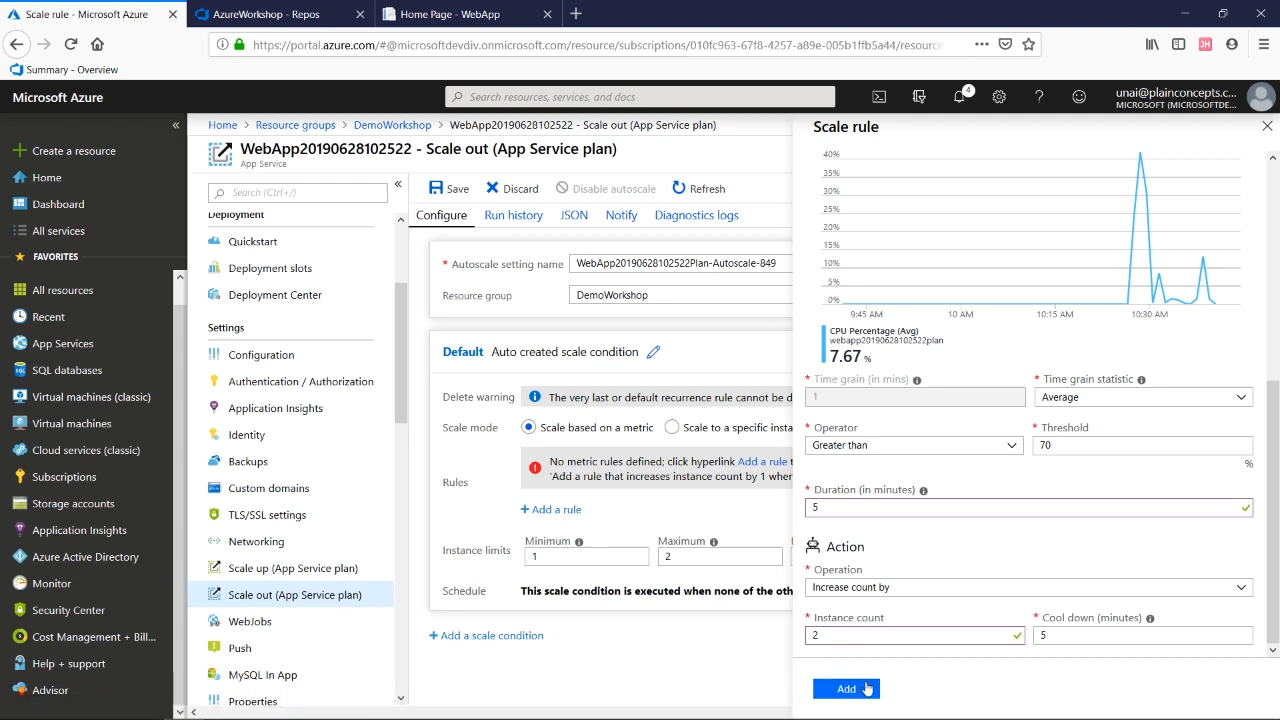 Scale rule - Microsoft Azure
AzureWorkshop - Repos
Home Page - WebApp
https://portal.azure.com/#@microsoftdevdiv.onmicrosoft.com/resource/subscriptions/010fc963-67f8-4257-a89e-005b1ffb5a44/resourc
JH
Summary - Overview
Microsoft Azure
Search resources, services, and docs
4
unai@plainconcepts.c...
MICROSOFT (MICROSOFTDE...
Create a resource
Home
Dashboard
All services
FAVORITES
All resources
Recent
App Services
SQL databases
Virtual machines (classic)
Virtual machines
Cloud services (classic)
Subscriptions
Storage accounts
Application Insights
Azure Active Directory
Monitor
Security Center
Cost Management + Bill...
Help + support
Advisor
Home > Resource groups > DemoWorkshop > WebApp20190628102522 - Scale out (App Service plan)
WebApp20190628102522 - Scale out (App Service plan)
App Service
Search (Ctrl+/)
Deployment
Quickstart
Deployment slots
Deployment Center
Settings
Configuration
Authentication / Authorization
Application Insights
Identity
Backups
Custom domains
TLS/SSL settings
Networking
Scale up (App Service plan)
Scale out (App Service plan)
WebJobs
Push
MySQL In App
Properties
Save Discard Disable autoscale Refresh
Configure Run history JSON Notify Diagnostics logs
* Autoscale setting name WebApp20190628102522Plan-Autoscale-849
Resource group DemoWorkshop
Default Auto created scale condition
Delete warning The very last or default recurrence rule cannot be d
Scale mode Scale based on a metric Scale to a specific insta
Rules No metric rules defined; click hyperlink Add a rule t
'Add a rule that increases instance count by 1 when
+ Add a rule
Instance limits Minimum Maximum
1 2
Schedule This scale condition is executed when none of the oth
+ Add a scale condition
Scale rule
40%
35%
30%
25%
20%
15%
10%
5%
0%
9:45 AM 10 AM 10:15 AM 10:30 AM
CPU Percentage (Avg)
webapp20190628102522plan
7.67 %
* Time grain (in mins) * Time grain statistic
1 Average
* Operator * Threshold
Greater than 70
%
* Duration (in minutes)
5
Action
* Operation
Increase count by
* Instance count * Cool down (minutes)
2 5
Add